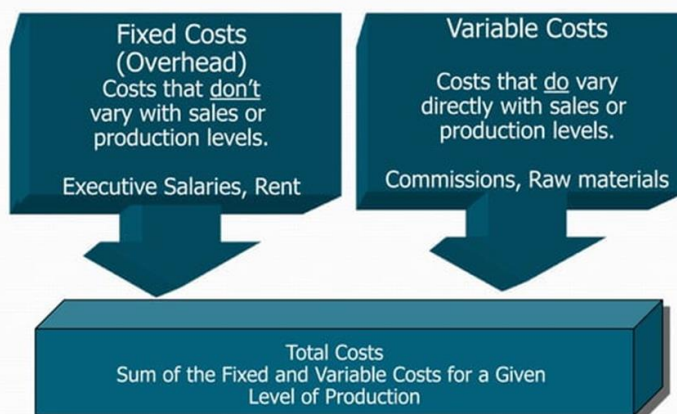 Fixed Costs
(Overhead)
Costs that don't
vary with sales or
production levels.
Executive Salaries, Rent
Variable Costs
Costs that do vary
directly with sales or
production levels.
Commissions, Raw materials
Total Costs
Sum of the Fixed and Variable Costs for a Given
Level of Production